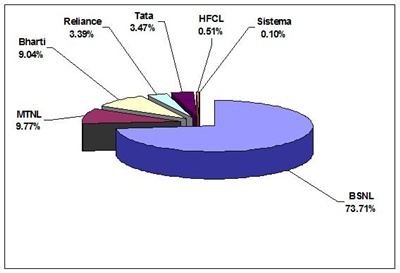 Tata
3.47%
HFCL
0.51%
Sistema
0.10%
Reliance
3.39%
Bharti
9.04%
MTNL
9.77%
BSNL
73.71%